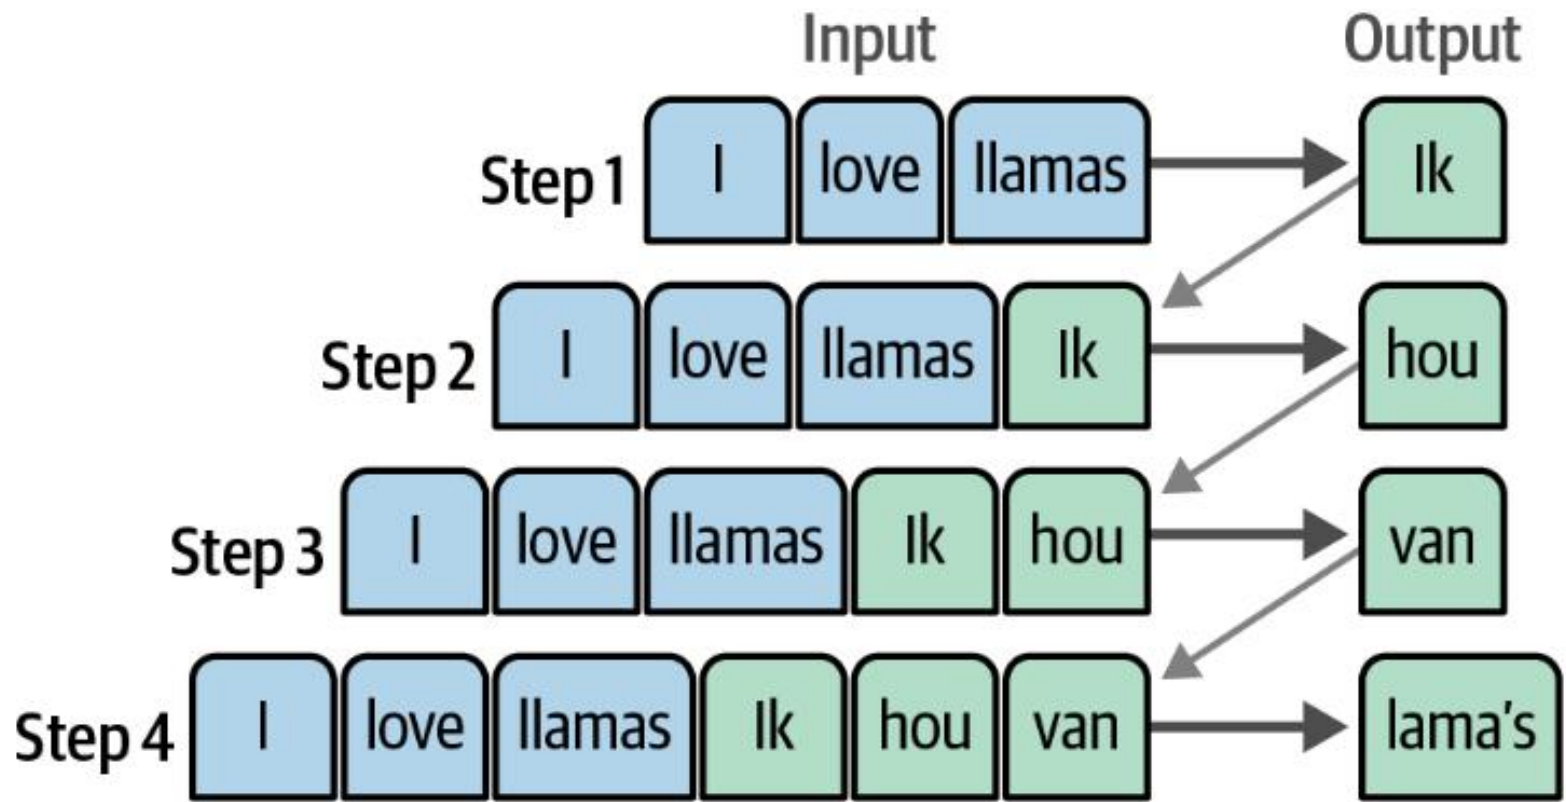 Input Output
Step 1 I love llamas Ik
Step 2 I love llamas Ik hou
Step 3 I love llamas Ik hou van
Step 4 I love llamas Ik hou van lama's